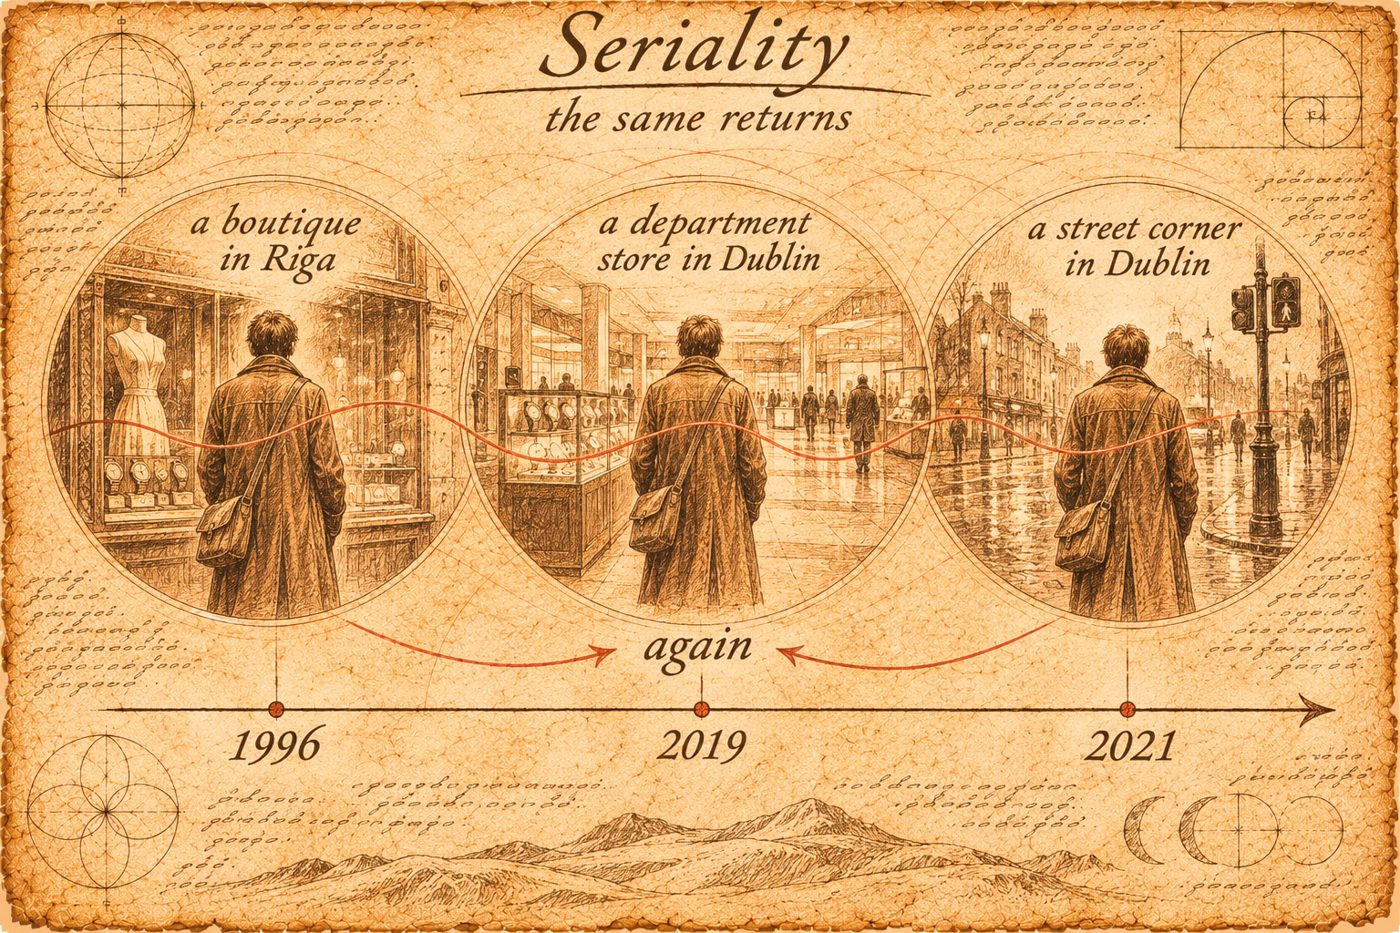 Seriality
the same returns
a boutique
in Riga
a department
store in Dublin
a street corner
in Dublin
again
1996
2019
2021